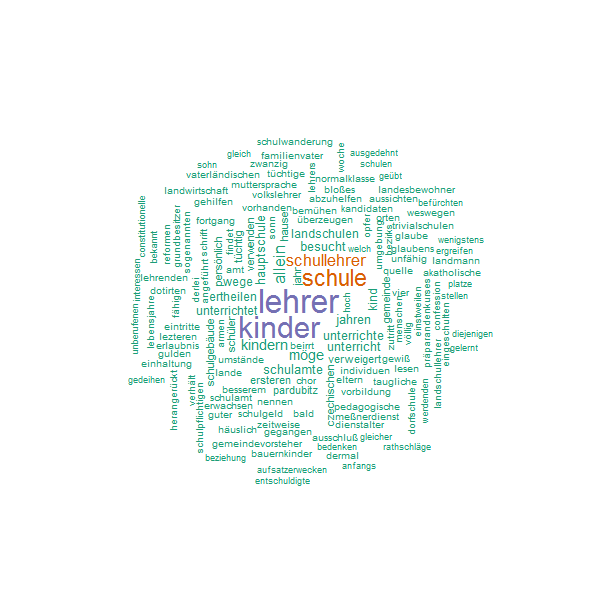 schulwanderung
gleich
familienvater
woche
ausgedehnt
sohn
zwanzig
schulen
vaterländischen
tüchtige
lehrers
normalklasse
geübt
muttersprache
landwirtschaft
volkslehrer
bloßes
landesbewohner
gehilfen
abzuhelfen
aussichten
befürchten
constitutionelle
vorhanden
bemühen
kandidaten
weswegen
grundbesitzer
fortgang
hause
überzeugen
opfer
orten
trivialschulen
reformen
sogenannten
schrift
sonn
landschulen
bezirks
glaube
wenigstens
bekannt
findet
tüchtig
verwenden
hauptschule
besucht
umgebung
glaubens
ergreifen
persönlich
allein
schullehrer
welch
unfähig
landmann
interessen
lehrenden
angeführt
amt
jahr
schule
quelle
akatholische
derlei
wege
kind
gemeinde
vier
platze
dotirten
ertheilen
lehrer
hoch
menschen
einstweilen
präparandenkurses
confession
stellen
unberufenen
lebensjahre
fähig
unterrichtet
kinder
jahren
zutritt
völlig
eintritte
armen
schüler
unterrichte
diejenigen
lezteren
erlaubnis
schulgebäude
kindern
beirrt
unterricht
gelernt
gulden
umstände
möge
verweigert
gewiß
landschullehrer
eingeschulten
einhaltung
lande
schulamte
individuen
lesen
gedeihen
herangerückt
verhält
ersteren
chor
eltern
taugliche
besserem
pardubitz
vorbildung
werdenden
schulamt
nennen
czechischen
pedagogische
dorfschule
erwachsen
schulpflichtigen
guter
schulgeld
bald
meßnerdienst
zeitweise
dienstalter
häuslich
gegangen
ausschluß
gleicher
gemeindevorsteher
bedenken
rathschläge
beziehung
bauernkinder
dermal
aufsatzerwecken
anfangs
entschuldigte